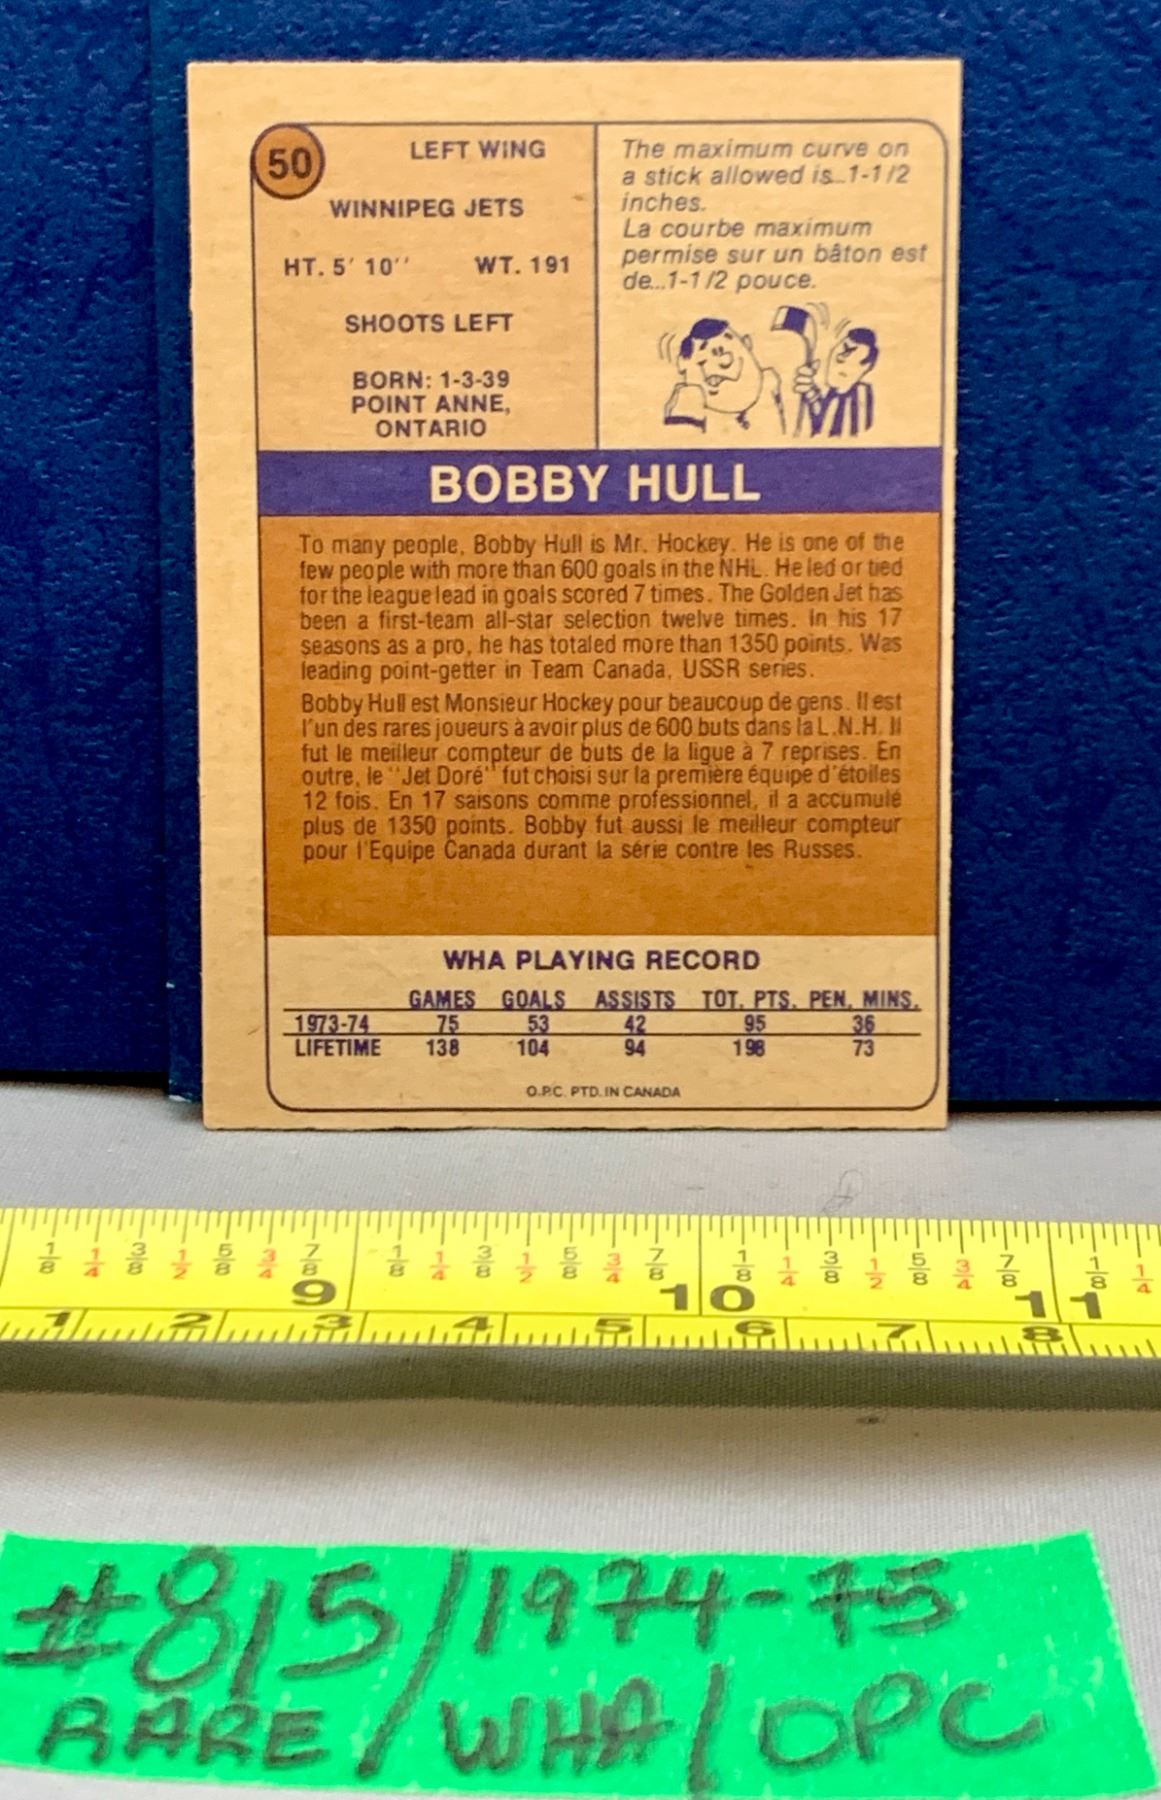 50
LEFT WING
WINNIPEG JETS
HT. 5' 10'' WT. 191
SHOOTS LEFT
BORN: 1-3-39
POINT ANNE,
ONTARIO
The maximum curve on
a stick allowed is...1-1/2
inches.
La courbe maximum
permise sur un bâton est
de...1-1/2 pouce.
BOBBY HULL
To many people, Bobby Hull is Mr. Hockey. He is one of the
few people with more than 600 goals in the NHL. He led or tied
for the league lead in goals scored 7 times. The Golden Jet has
been a first-team all-star selection twelve times. In his 17
seasons as a pro, he has totaled more than 1350 points. Was
leading point-getter in Team Canada, USSR series.
Bobby Hull est Monsieur Hockey pour beaucoup de gens. Il est
l'un des rares joueurs à avoir plus de 600 buts dans la L.N.H. Il
fut le meilleur compteur de buts de la ligue à 7 reprises. En
outre, le "Jet Doré" fut choisi sur la première équipe d'étoiles
12 fois. En 17 saisons comme professionnel, il a accumulé
plus de 1350 points. Bobby fut aussi le meilleur compteur
pour l'Equipe Canada durant la série contre les Russes.
WHA PLAYING RECORD
GAMES GOALS ASSISTS TOT. PTS. PEN. MINS.
1973-74 75 53 42 95 36
LIFETIME 138 104 94 198 73
O.P.C. PTD. IN CANADA
1/8 1/4 3/8 1/2 5/8 3/4 7/8 1/8 1/4 3/8 1/2 5/8 3/4 7/8 1/8 1/4 3/8 1/2 5/8 3/4 7/8 1/8 1/4
9 10 11
1 2 3 4 5 6 7 8
#815/1974-75
RARE/WHA/OPC